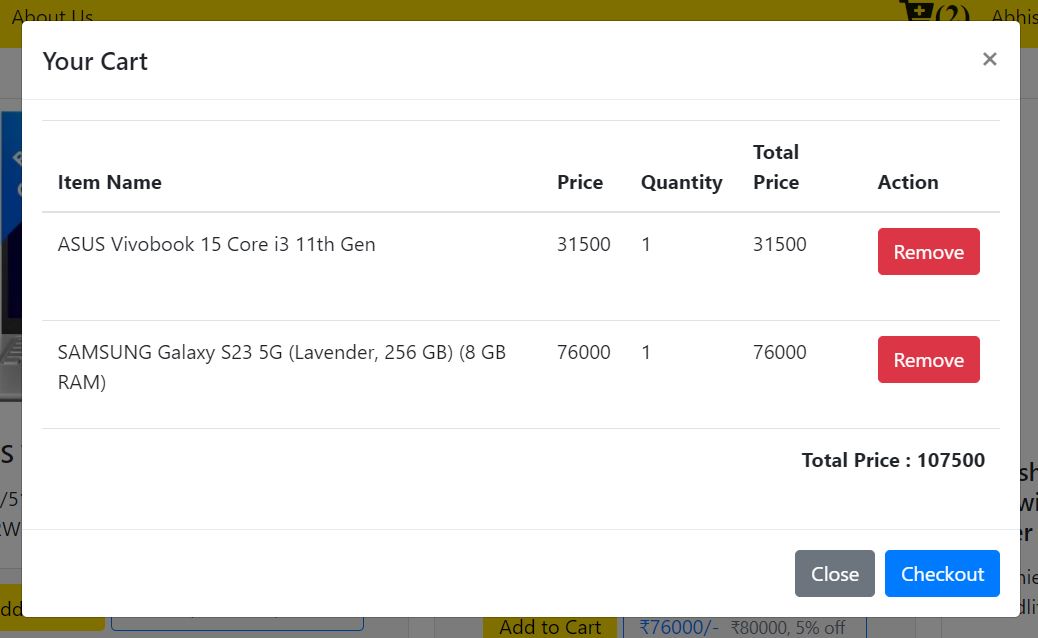 About Us
(2)
Your Cart
×
Item Name Price Quantity Total Price Action
ASUS Vivobook 15 Core i3 11th Gen 31500 1 31500 Remove
SAMSUNG Galaxy S23 5G (Lavender, 256 GB) (8 GB 76000 1 76000 Remove
RAM)
Total Price : 107500
Close Checkout
Add to Cart ₹76000/- ₹80000, 5% off